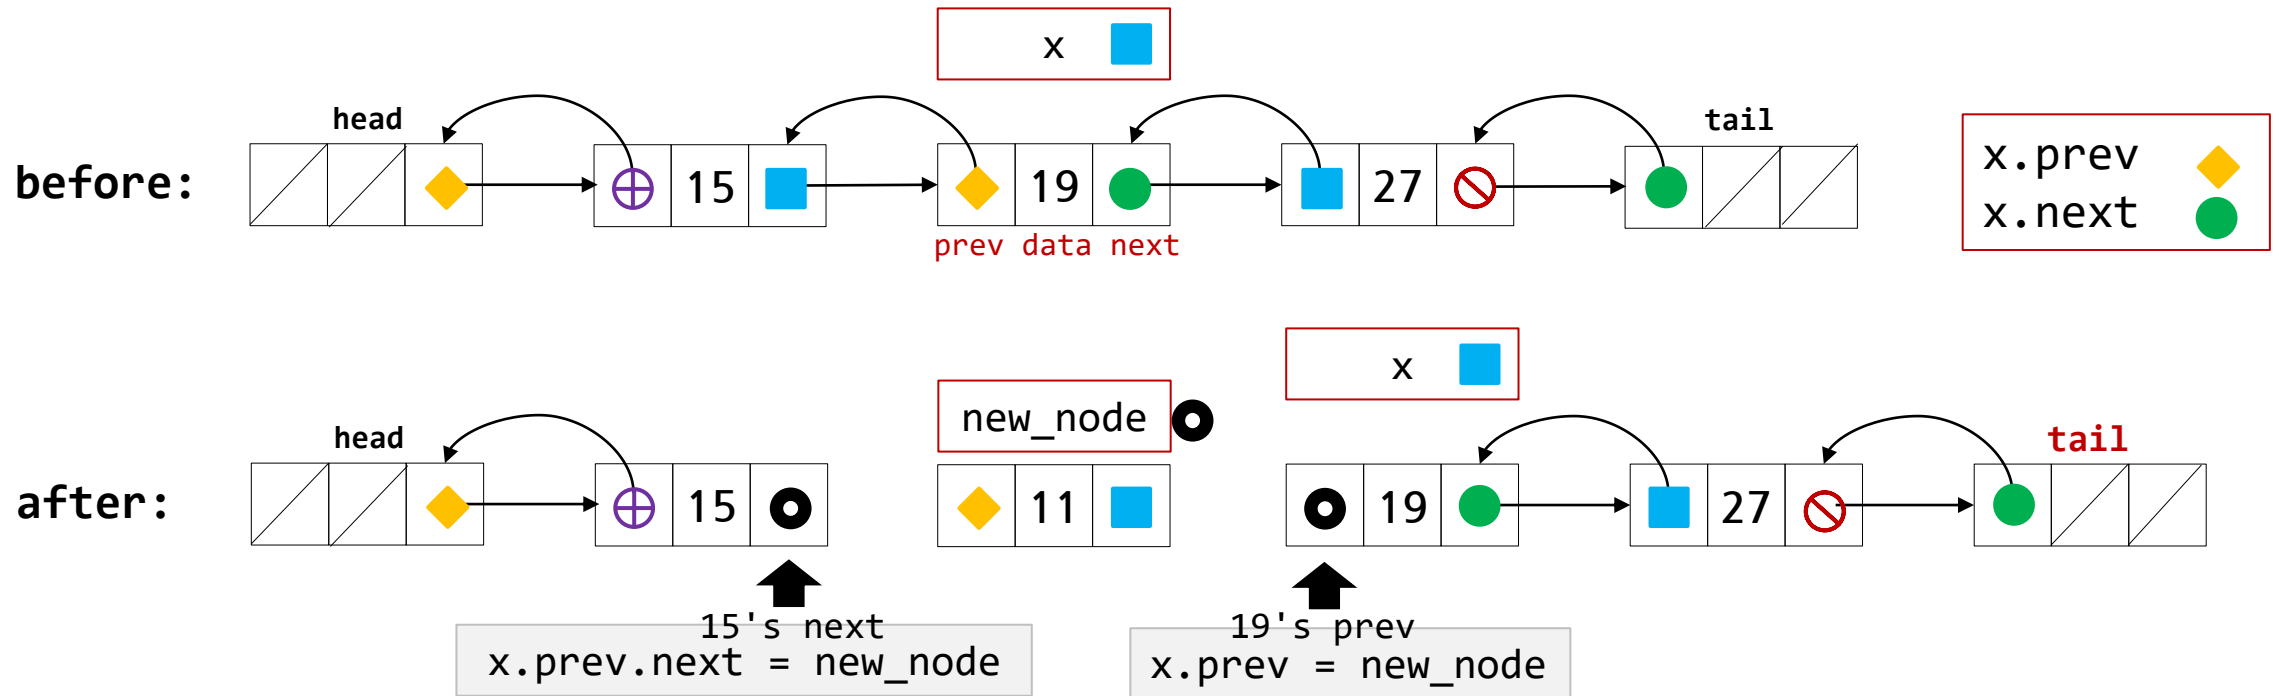 x
head
tail
before:
15
19
27
prev data next
x.prev
x.next
x
new_node
head
tail
after:
15
11
19
27
15's next
x.prev.next = new_node
19's prev
x.prev = new_node